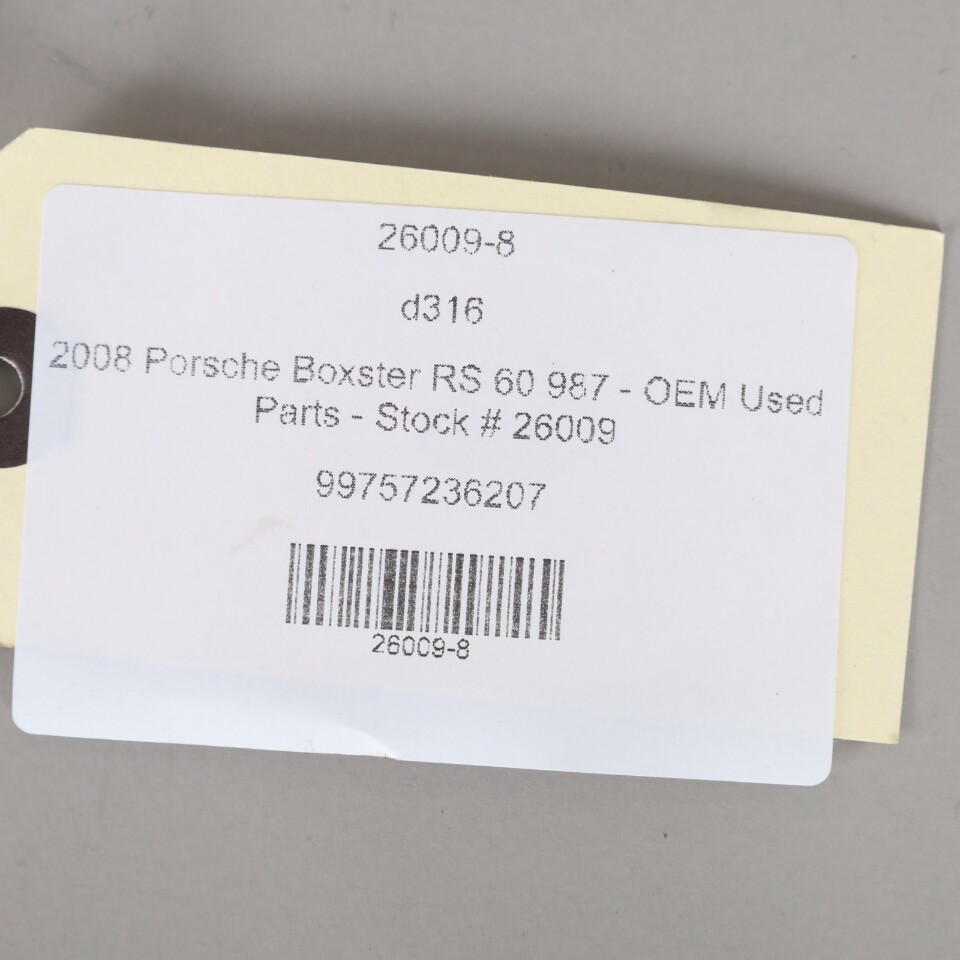 26009-8
d316
2008 Porsche Boxster RS 60 987 - OEM Used
Parts - Stock # 26009
99757236207
26009-8